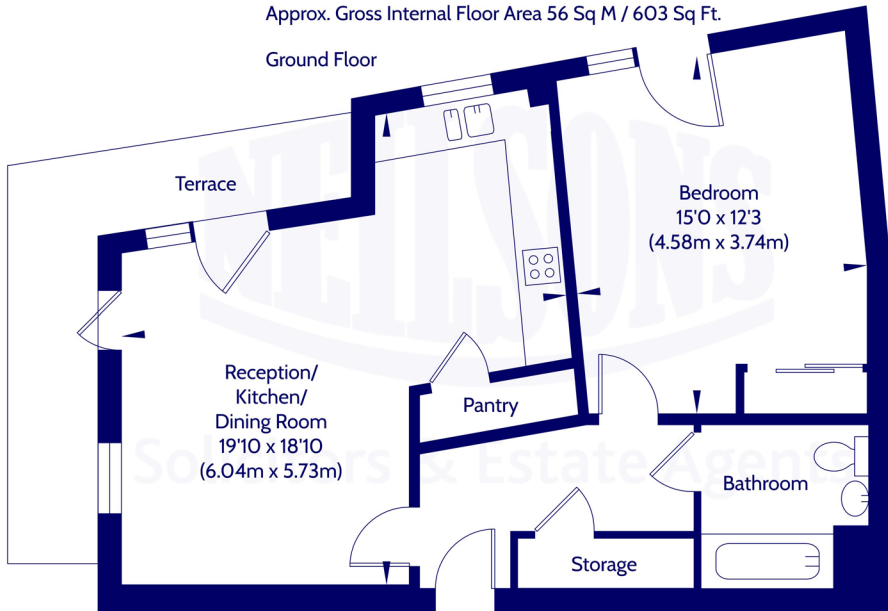 Approx. Gross Internal Floor Area 56 Sq M / 603 Sq Ft.
Ground Floor
Terrace
Bedroom
15'0 x 12'3
(4.58m x 3.74m)
Reception/
Kitchen/
Dining Room
19'10 x 18'10
(6.04m x 5.73m)
Pantry
Bathroom
Storage
NEILSONS
Solicitors & Estate Agents